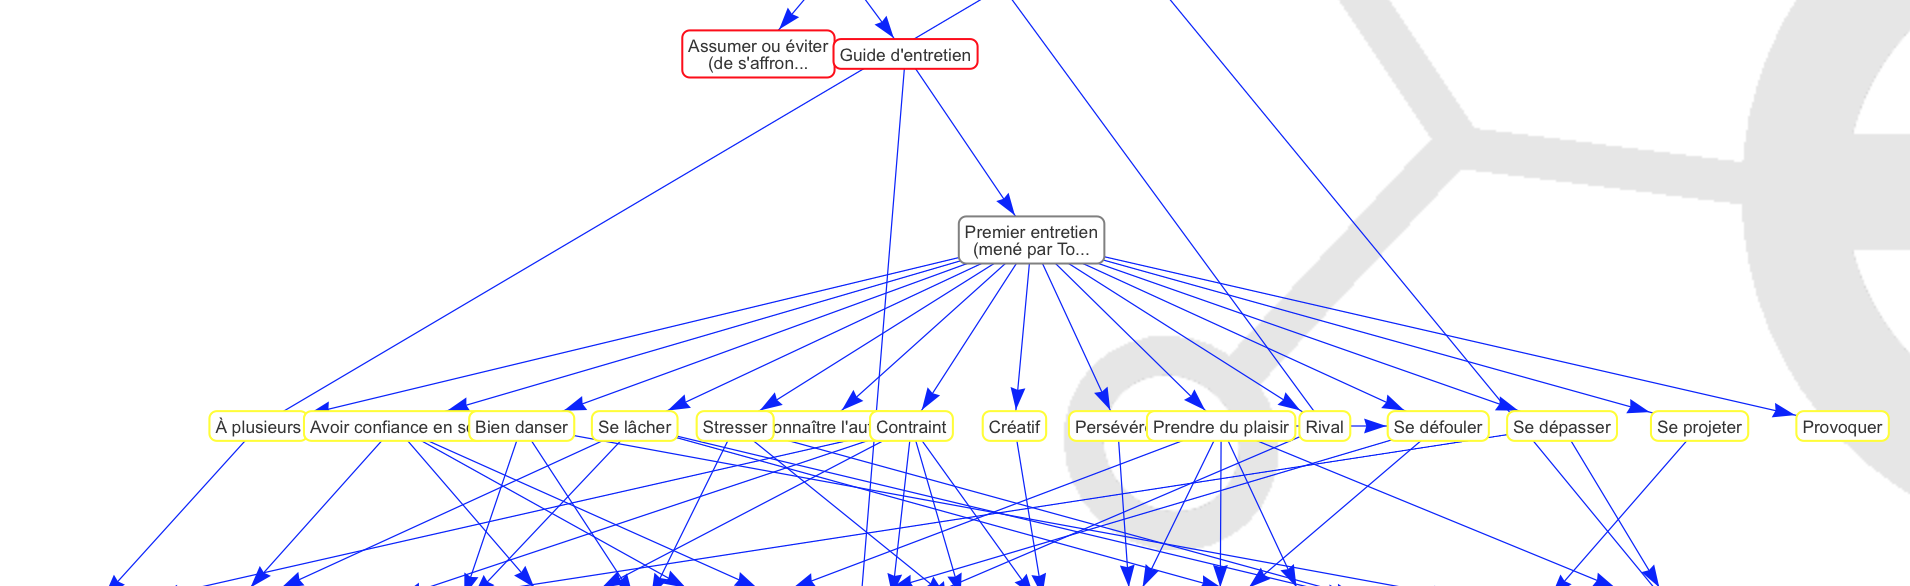 Assumer ou éviter
(de s'affron...
Guide d'entretien
Premier entretien
(mené par To...
À plusieurs
Avoir confiance en s
Bien danser
Se lâcher
Stresser
onnaître l'au
Contraint
Créatif
Persévér
Prendre du plaisir
Rival
Se défouler
Se dépasser
Se projeter
Provoquer